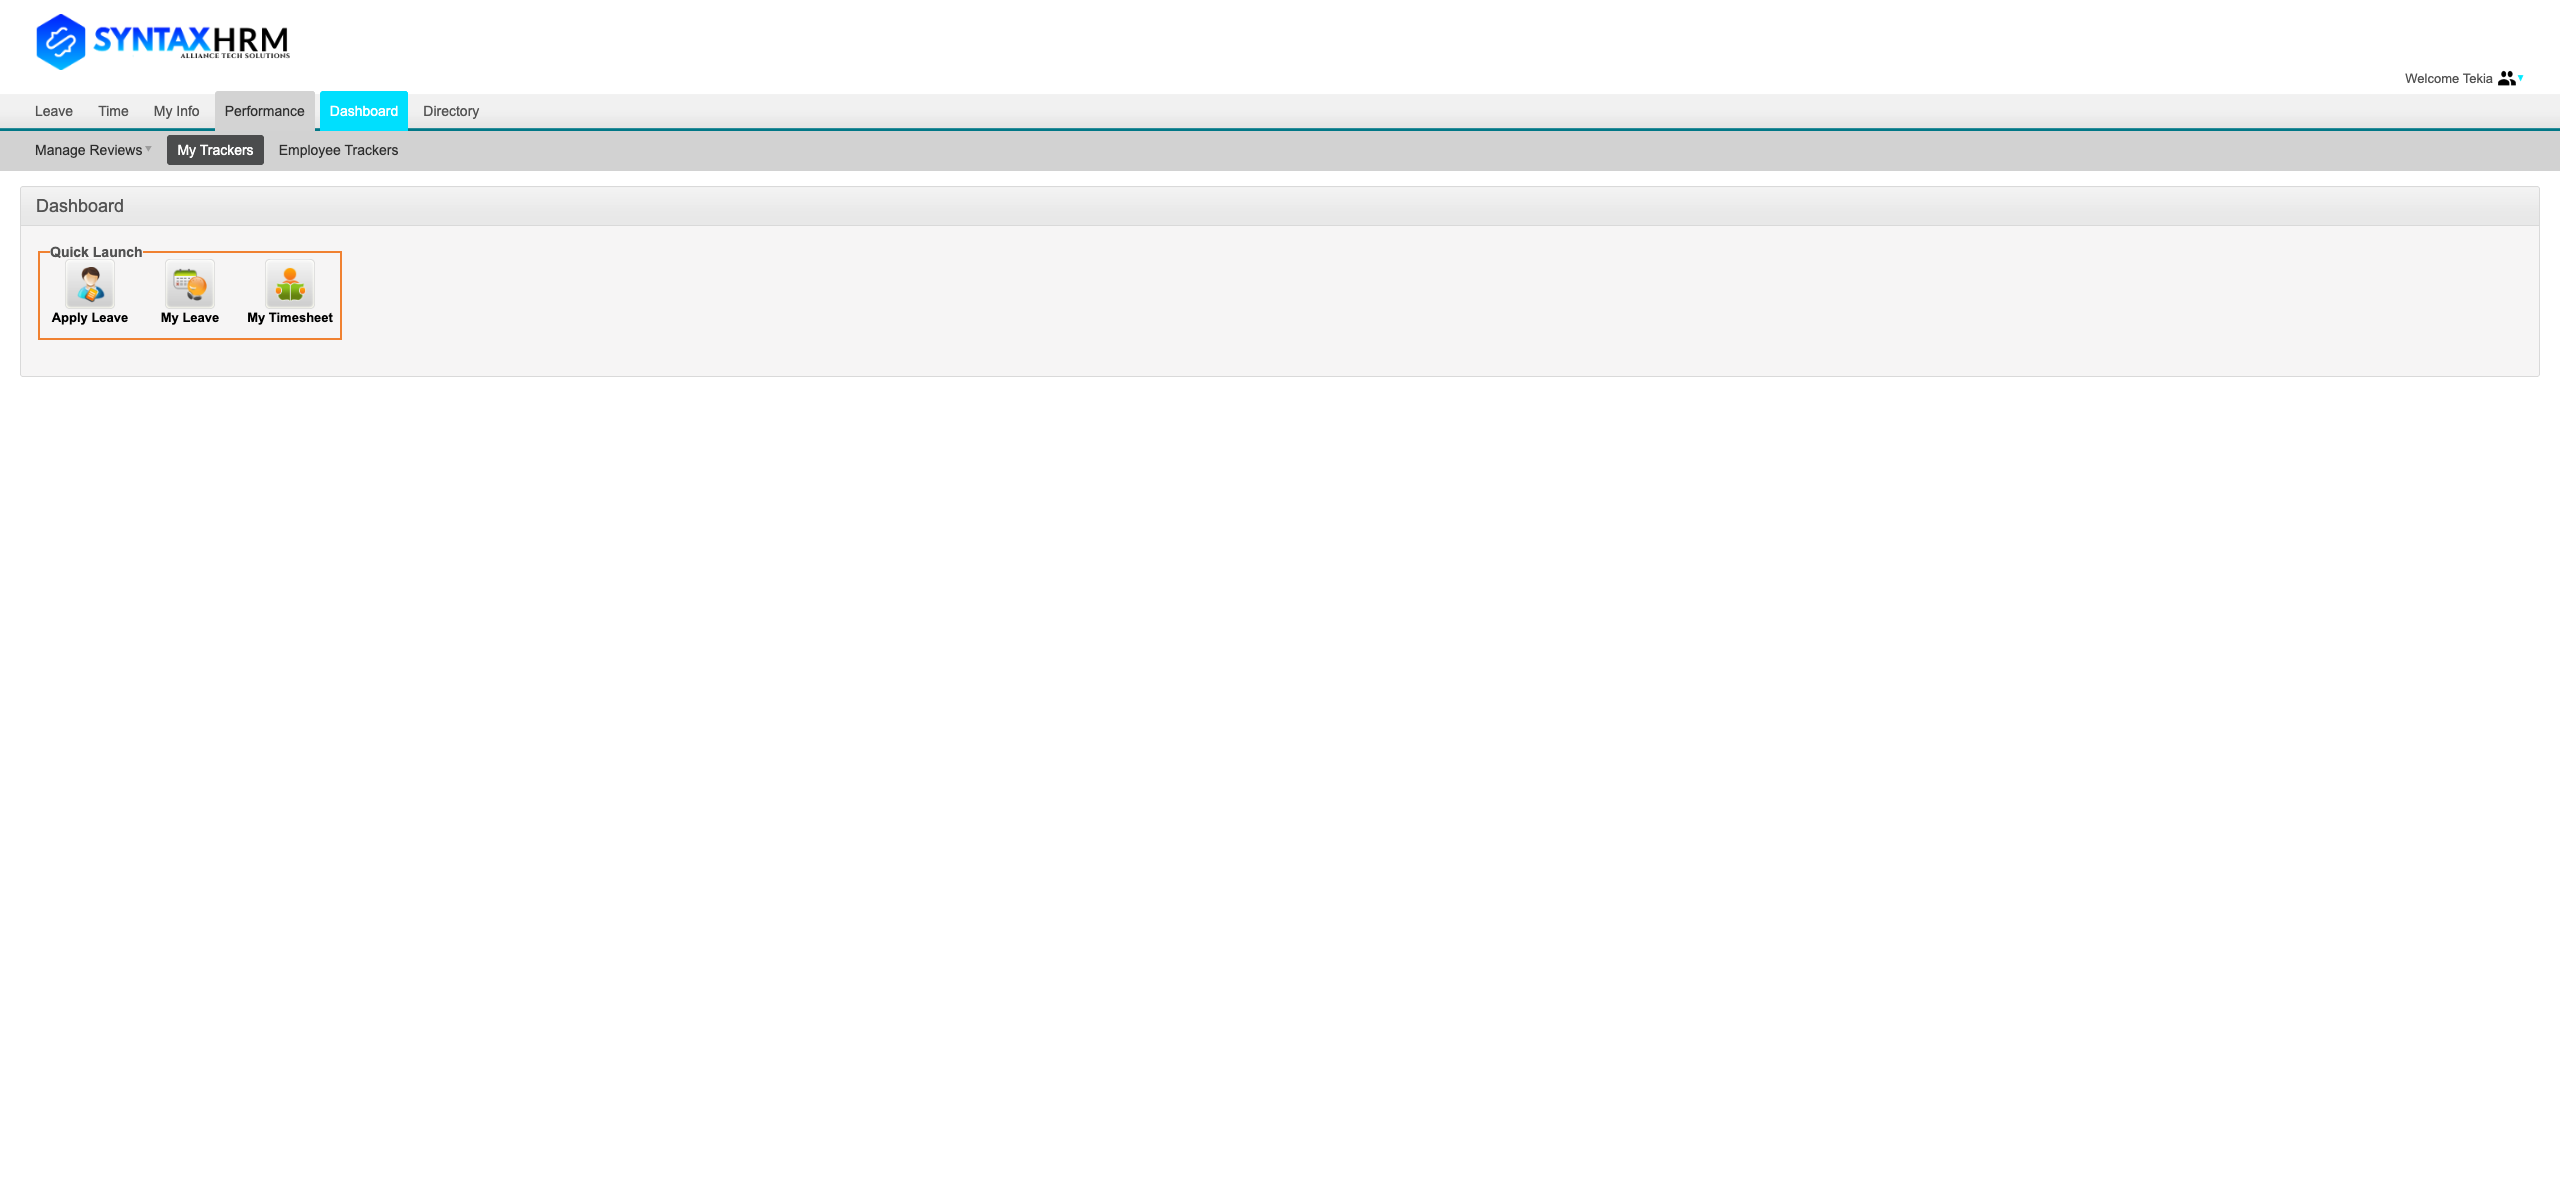 SYNTAXHRM
ALLIANCE TECH SOLUTIONS
Welcome Tekia
Leave Time My Info Performance Dashboard Directory
Manage Reviews My Trackers Employee Trackers
Dashboard
Quick Launch
Apply Leave My Leave My Timesheet